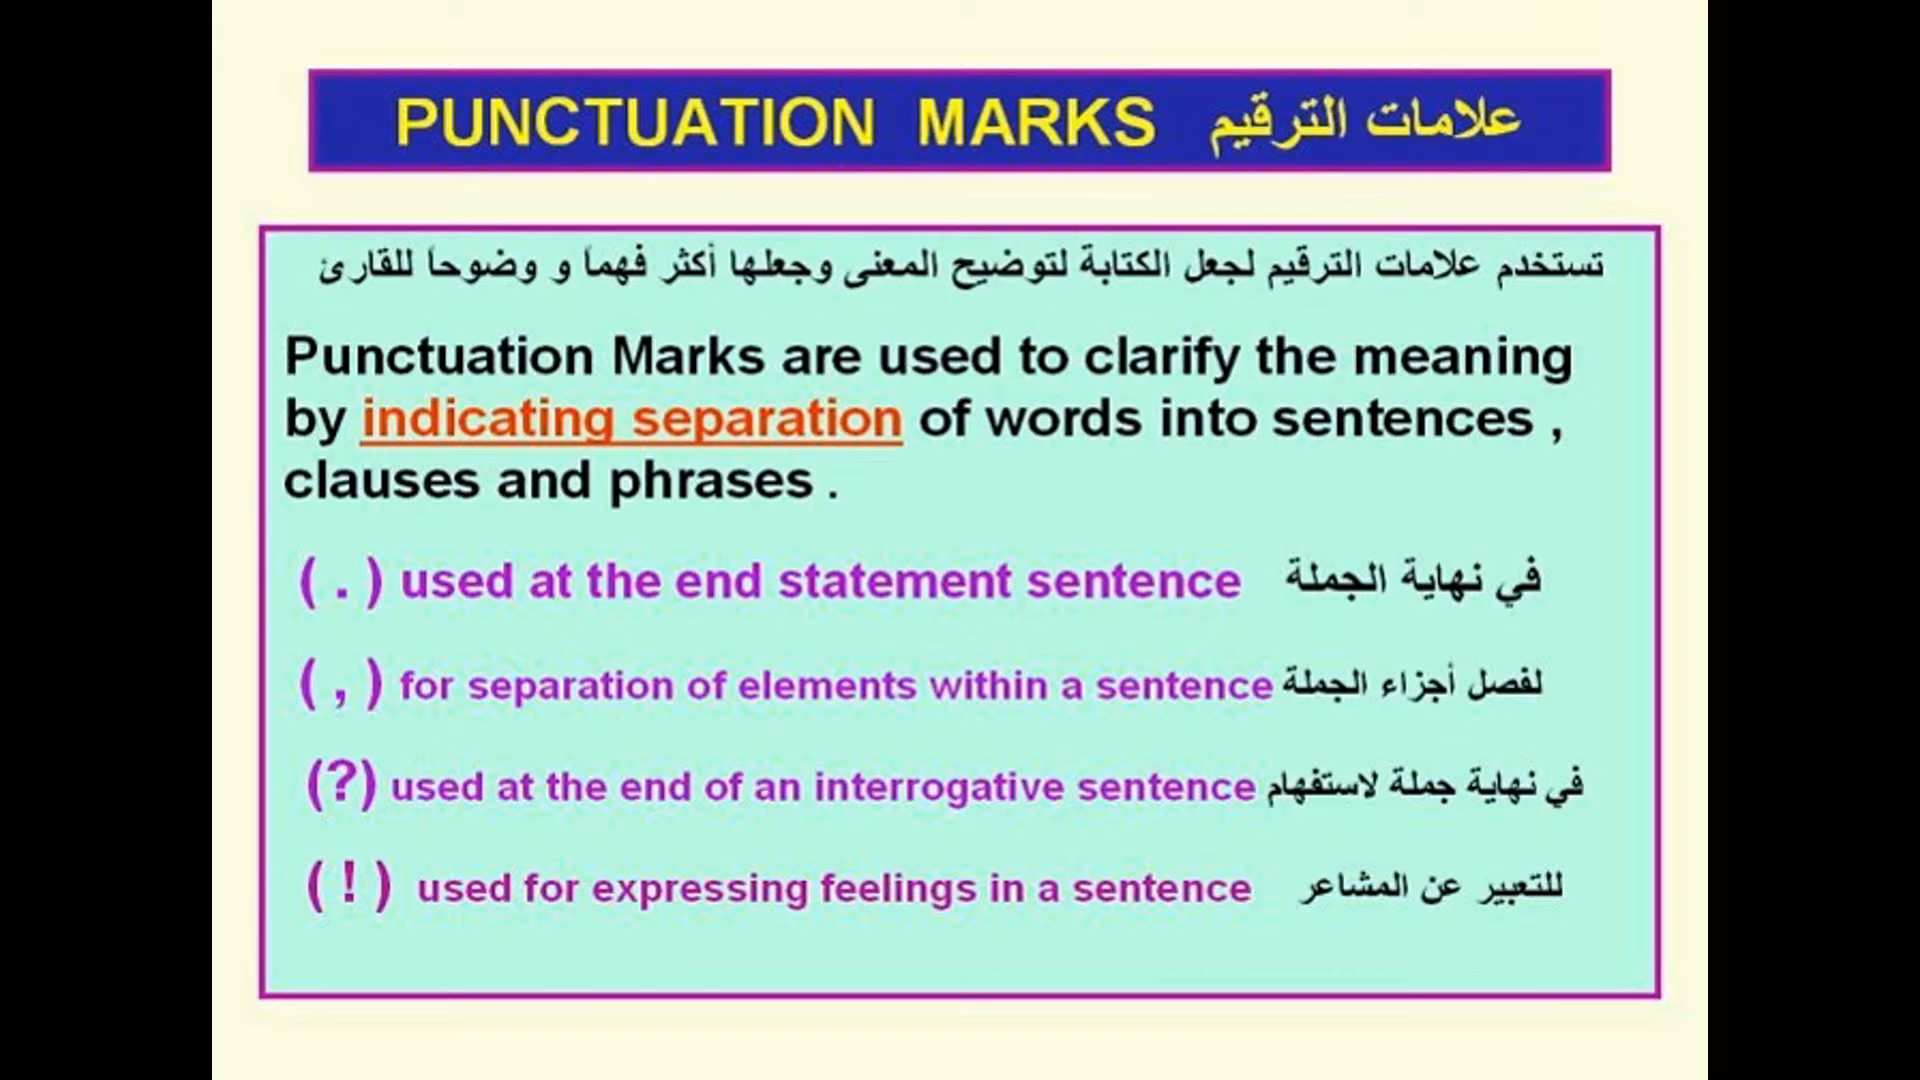 PUNCTUATION MARKS علامات الترقيم
تستخدم علامات الترقيم لجعل الكتابة لتوضيح المعنى وجعلها أكثر فهماً و وضوحاً للقارئ
Punctuation Marks are used to clarify the meaning
by indicating separation of words into sentences ,
clauses and phrases .
( . ) used at the end statement sentence في نهاية الجملة
( , ) for separation of elements within a sentence لفصل أجزاء الجملة
(?) used at the end of an interrogative sentence في نهاية جملة لاستفهام
( ! ) used for expressing feelings in a sentence للتعبير عن المشاعر